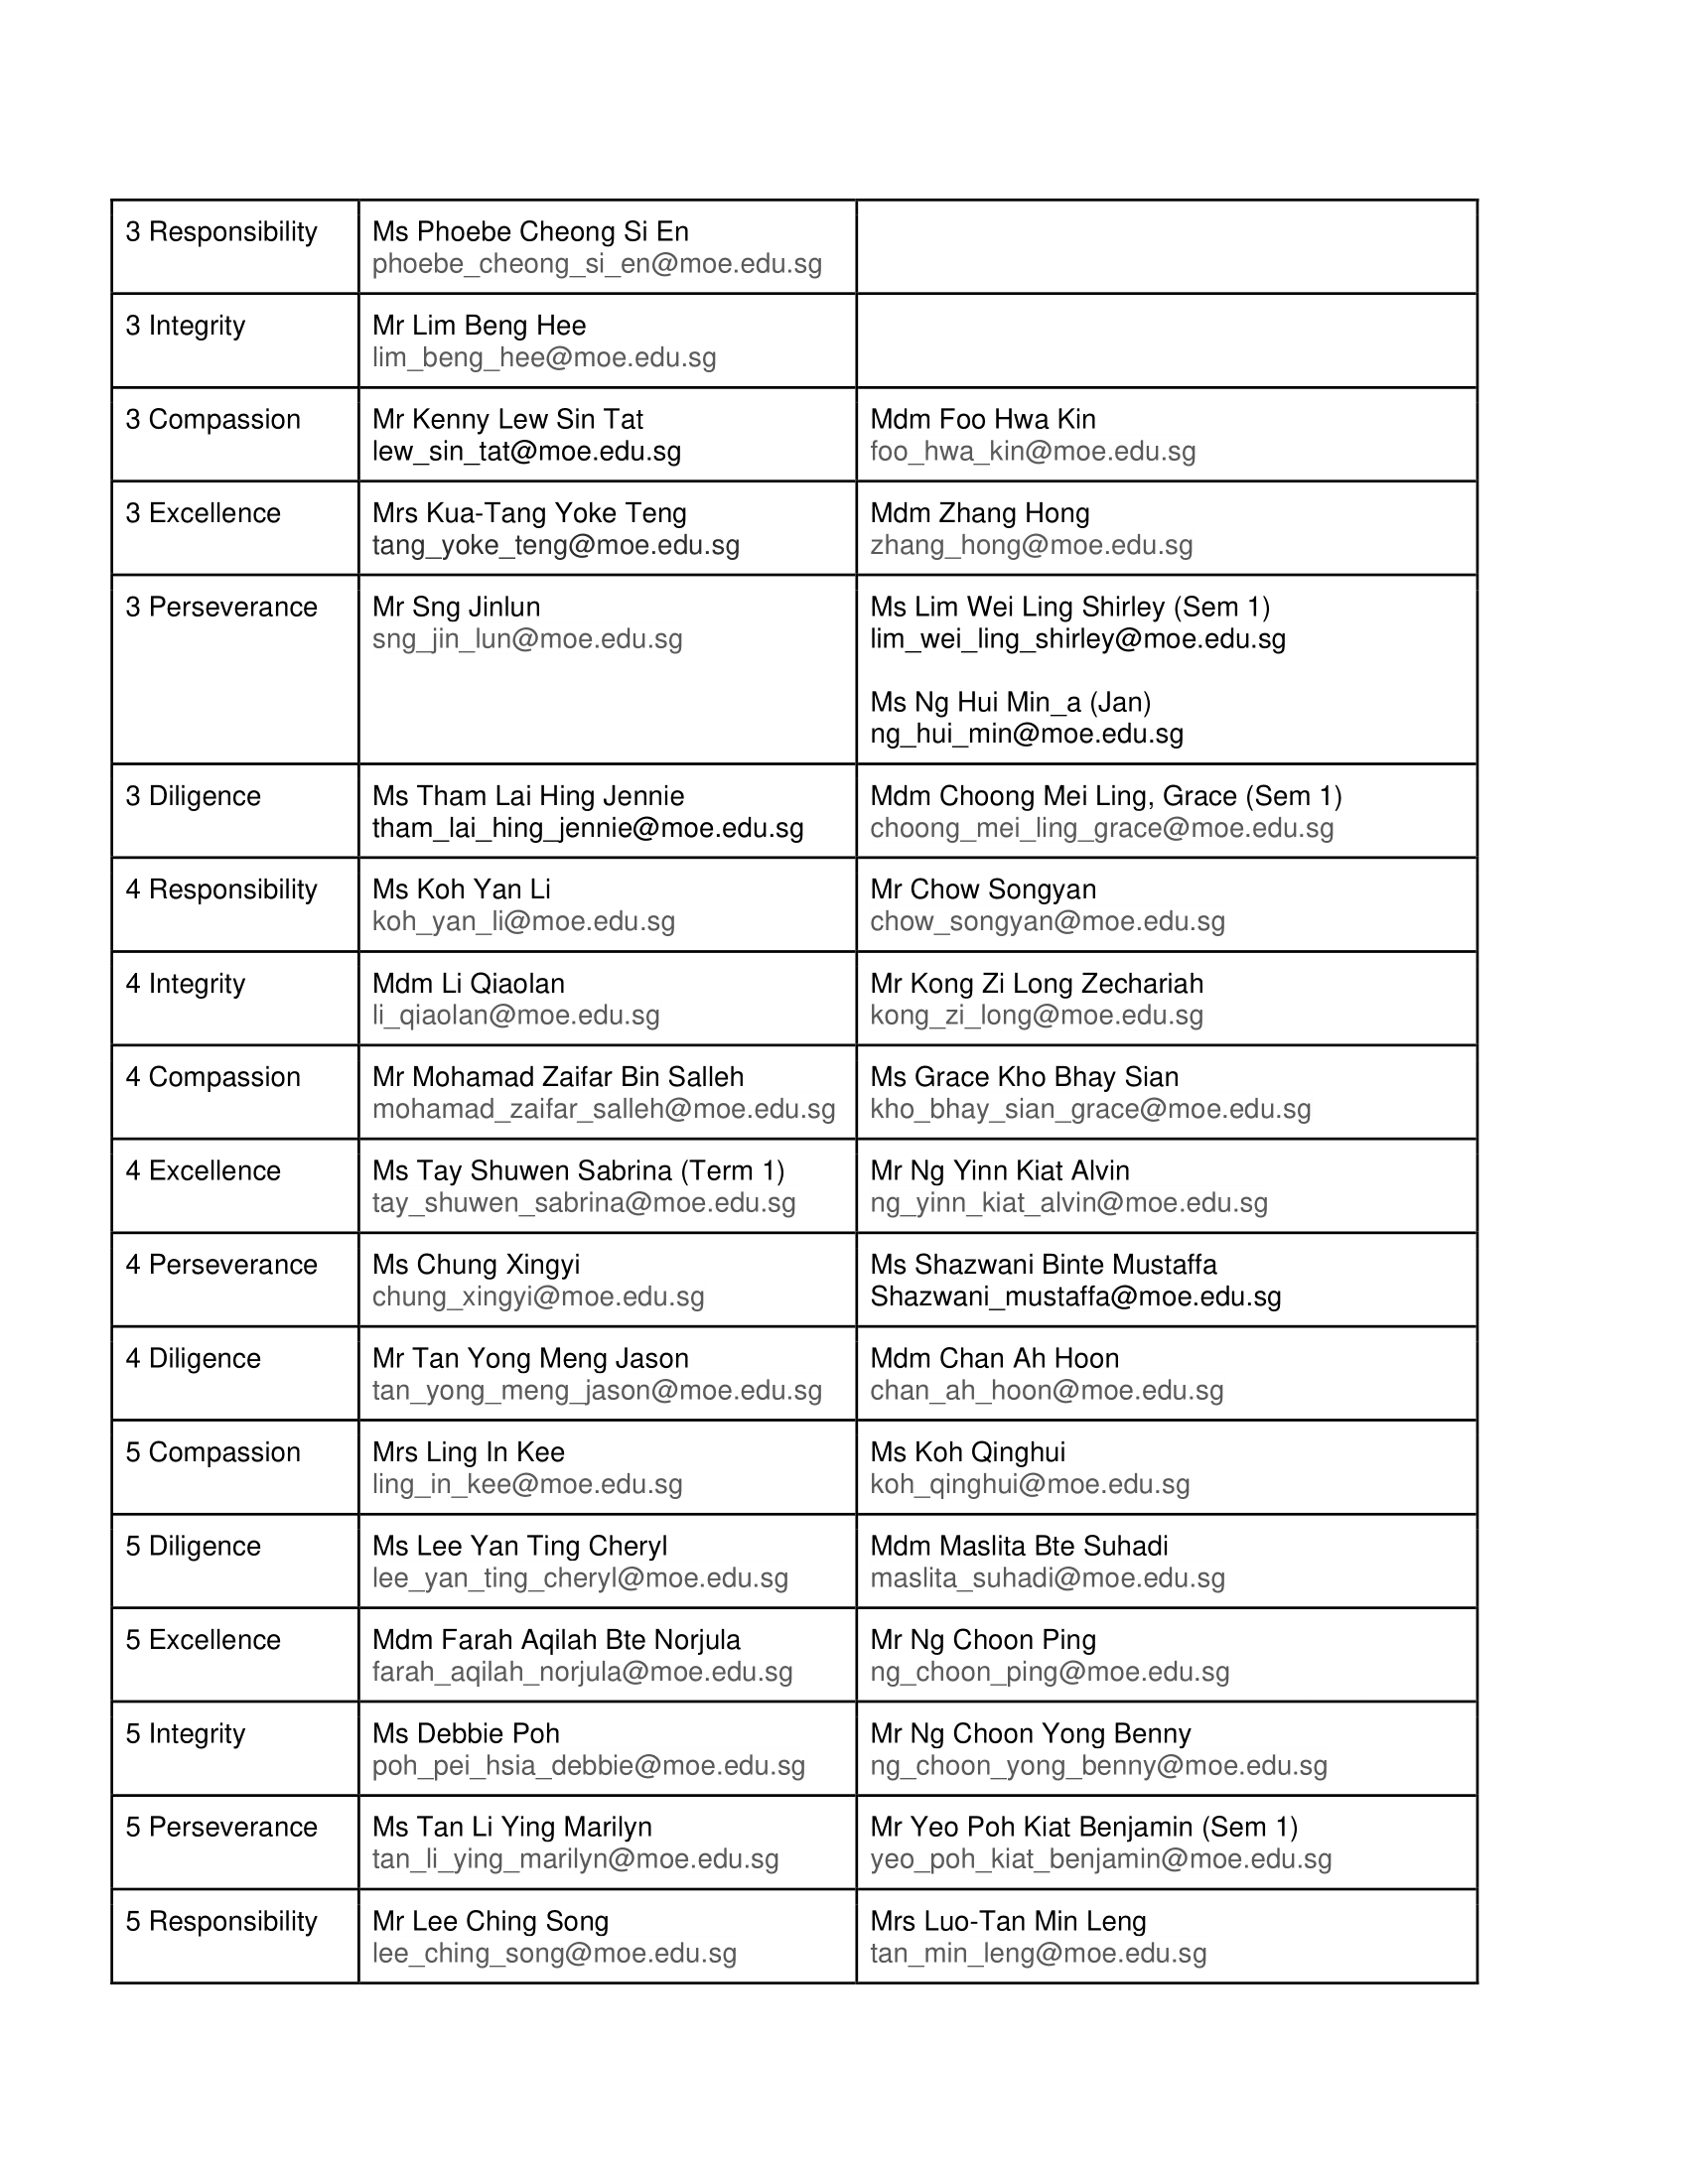 3 Responsibility
Ms Phoebe Cheong Si En
phoebe_cheong_si_en@moe.edu.sg
3 Integrity
Mr Lim Beng Hee
lim_beng_hee@moe.edu.sg
3 Compassion
Mr Kenny Lew Sin Tat
lew_sin_tat@moe.edu.sg
Mdm Foo Hwa Kin
foo_hwa_kin@moe.edu.sg
3 Excellence
Mrs Kua-Tang Yoke Teng
tang_yoke_teng@moe.edu.sg
Mdm Zhang Hong
zhang_hong@moe.edu.sg
3 Perseverance
Mr Sng Jinlun
sng_jin_lun@moe.edu.sg
Ms Lim Wei Ling Shirley (Sem 1)
lim_wei_ling_shirley@moe.edu.sg
Ms Ng Hui Min_a (Jan)
ng_hui_min@moe.edu.sg
3 Diligence
Ms Tham Lai Hing Jennie
tham_lai_hing_jennie@moe.edu.sg
Mdm Choong Mei Ling, Grace (Sem 1)
choong_mei_ling_grace@moe.edu.sg
4 Responsibility
Ms Koh Yan Li
koh_yan_li@moe.edu.sg
Mr Chow Songyan
chow_songyan@moe.edu.sg
4 Integrity
Mdm Li Qiaolan
li_qiaolan@moe.edu.sg
Mr Kong Zi Long Zechariah
kong_zi_long@moe.edu.sg
4 Compassion
Mr Mohamad Zaifar Bin Salleh
mohamad_zaifar_salleh@moe.edu.sg
Ms Grace Kho Bhay Sian
kho_bhay_sian_grace@moe.edu.sg
4 Excellence
Ms Tay Shuwen Sabrina (Term 1)
tay_shuwen_sabrina@moe.edu.sg
Mr Ng Yinn Kiat Alvin
ng_yinn_kiat_alvin@moe.edu.sg
4 Perseverance
Ms Chung Xingyi
chung_xingyi@moe.edu.sg
Ms Shazwani Binte Mustaffa
Shazwani_mustaffa@moe.edu.sg
4 Diligence
Mr Tan Yong Meng Jason
tan_yong_meng_jason@moe.edu.sg
Mdm Chan Ah Hoon
chan_ah_hoon@moe.edu.sg
5 Compassion
Mrs Ling In Kee
ling_in_kee@moe.edu.sg
Ms Koh Qinghui
koh_qinghui@moe.edu.sg
5 Diligence
Ms Lee Yan Ting Cheryl
lee_yan_ting_cheryl@moe.edu.sg
Mdm Maslita Bte Suhadi
maslita_suhadi@moe.edu.sg
5 Excellence
Mdm Farah Aqilah Bte Norjula
farah_aqilah_norjula@moe.edu.sg
Mr Ng Choon Ping
ng_choon_ping@moe.edu.sg
5 Integrity
Ms Debbie Poh
poh_pei_hsia_debbie@moe.edu.sg
Mr Ng Choon Yong Benny
ng_choon_yong_benny@moe.edu.sg
5 Perseverance
Ms Tan Li Ying Marilyn
tan_li_ying_marilyn@moe.edu.sg
Mr Yeo Poh Kiat Benjamin (Sem 1)
yeo_poh_kiat_benjamin@moe.edu.sg
5 Responsibility
Mr Lee Ching Song
lee_ching_song@moe.edu.sg
Mrs Luo-Tan Min Leng
tan_min_leng@moe.edu.sg